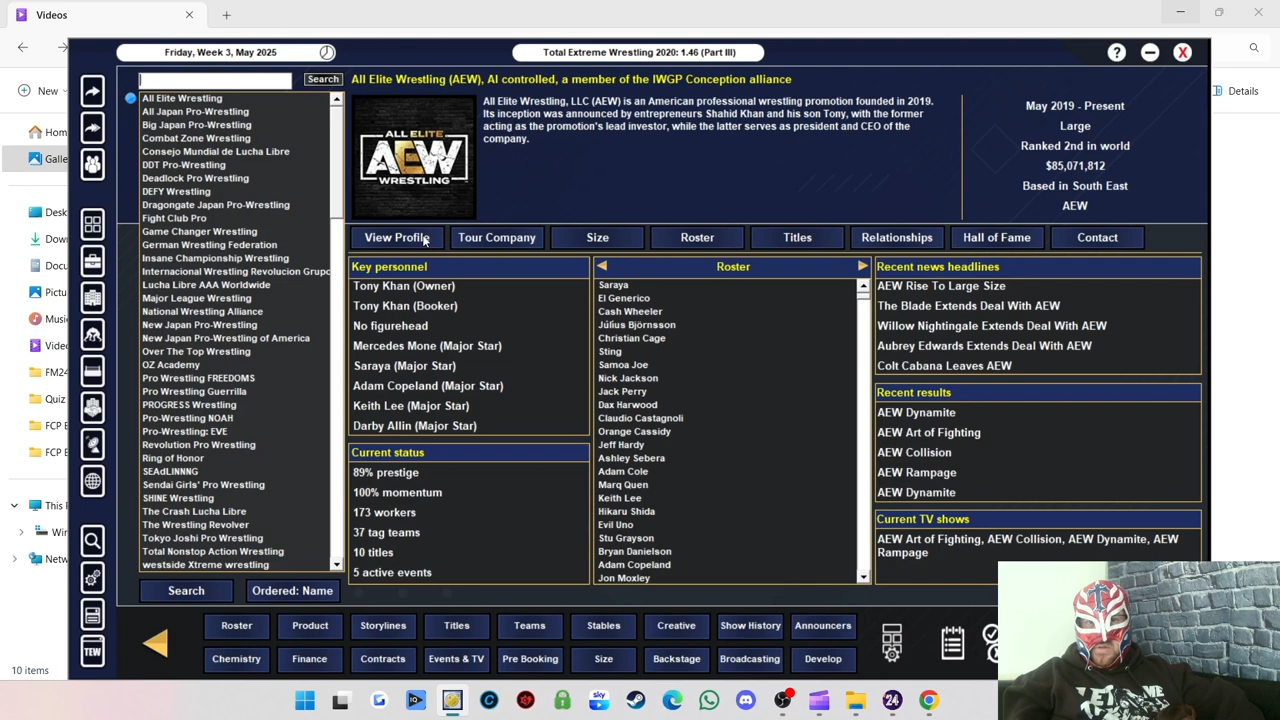 Videos
Friday, Week 3, May 2025
Total Extreme Wrestling 2020: 1.46 (Part III)
New
Details
Search
All Elite Wrestling (AEW), AI controlled, a member of the IWGP Conception alliance
All Elite Wrestling
All Japan Pro-Wrestling
Big Japan Pro-Wrestling
Combat Zone Wrestling
Consejo Mundial de Lucha Libre
DDT Pro-Wrestling
Deadlock Pro Wrestling
DEFY Wrestling
Dragongate Japan Pro-Wrestling
Fight Club Pro
Game Changer Wrestling
German Wrestling Federation
Insane Championship Wrestling
Internacional Wrestling Revolucion Grupo
Lucha Libre AAA Worldwide
Major League Wrestling
National Wrestling Alliance
New Japan Pro-Wrestling
New Japan Pro-Wrestling of America
Over The Top Wrestling
OZ Academy
Pro Wrestling FREEDOMS
Pro Wrestling Guerrilla
PROGRESS Wrestling
Pro-Wrestling NOAH
Pro-Wrestling: EVE
Revolution Pro Wrestling
Ring of Honor
SEAdLINNNG
Sendai Girls' Pro Wrestling
SHINE Wrestling
The Crash Lucha Libre
The Wrestling Revolver
Tokyo Joshi Pro Wrestling
Total Nonstop Action Wrestling
westside Xtreme wrestling
Search
Ordered: Name
ALL ELITE
AEW
WRESTLING
All Elite Wrestling, LLC (AEW) is an American professional wrestling promotion founded in 2019.
Its inception was announced by entrepreneurs Shahid Khan and his son Tony, with the former
acting as the promotion's lead investor, while the latter serves as president and CEO of the
company.
May 2019 - Present
Large
Ranked 2nd in world
$85,071,812
Based in South East
AEW
View Profile
Tour Company
Size
Roster
Titles
Relationships
Hall of Fame
Contact
Key personnel
Tony Khan (Owner)
Tony Khan (Booker)
No figurehead
Mercedes Mone (Major Star)
Saraya (Major Star)
Adam Copeland (Major Star)
Keith Lee (Major Star)
Darby Allin (Major Star)
Current status
89% prestige
100% momentum
173 workers
37 tag teams
10 titles
5 active events
Roster
Saraya
El Generico
Cash Wheeler
Július Björnsson
Christian Cage
Sting
Samoa Joe
Nick Jackson
Jack Perry
Dax Harwood
Claudio Castagnoli
Orange Cassidy
Jeff Hardy
Ashley Sebera
Adam Cole
Marq Quen
Keith Lee
Hikaru Shida
Evil Uno
Stu Grayson
Bryan Danielson
Adam Copeland
Jon Moxley
Recent news headlines
AEW Rise To Large Size
The Blade Extends Deal With AEW
Willow Nightingale Extends Deal With AEW
Aubrey Edwards Extends Deal With AEW
Colt Cabana Leaves AEW
Recent results
AEW Dynamite
AEW Art of Fighting
AEW Collision
AEW Rampage
AEW Dynamite
Current TV shows
AEW Art of Fighting, AEW Collision, AEW Dynamite, AEW
Rampage
Roster
Product
Storylines
Titles
Teams
Stables
Creative
Show History
Announcers
Chemistry
Finance
Contracts
Events & TV
Pre Booking
Size
Backstage
Broadcasting
Develop
TEW
10 items
sky
24